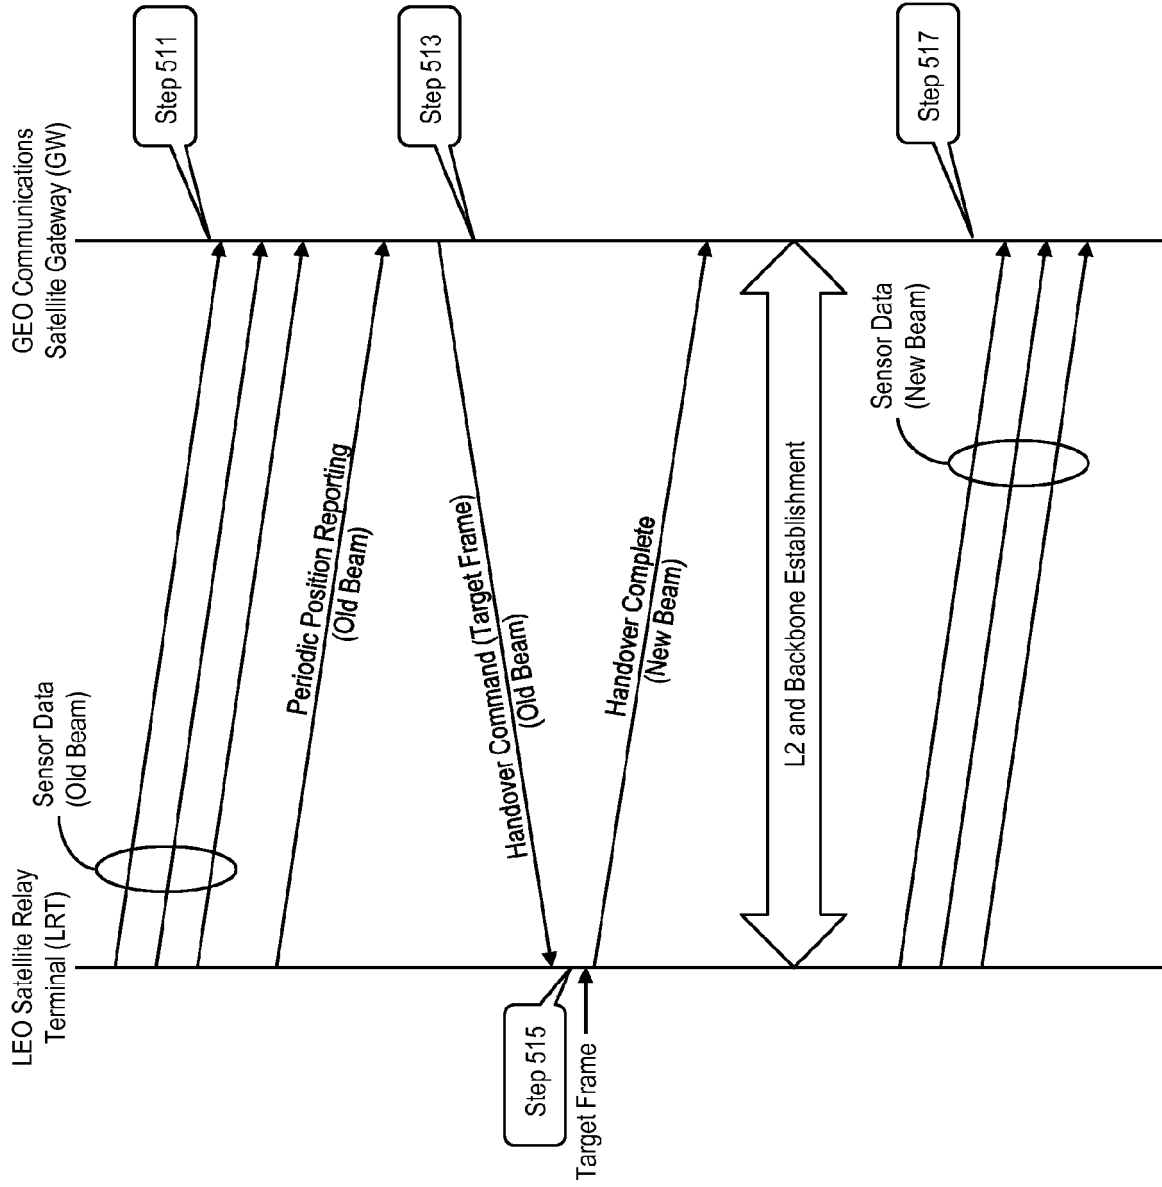 LEO Satellite Relay
Terminal (LRT)
GEO Communications
Satellite Gateway (GW)
Step 511
Sensor Data
(Old Beam)
Periodic Position Reporting
(Old Beam)
Step 513
Handover Command (Target Frame)
(Old Beam)
Step 515
Target Frame
Handover Complete
(New Beam)
L2 and Backbone Establishment
Sensor Data
(New Beam)
Step 517